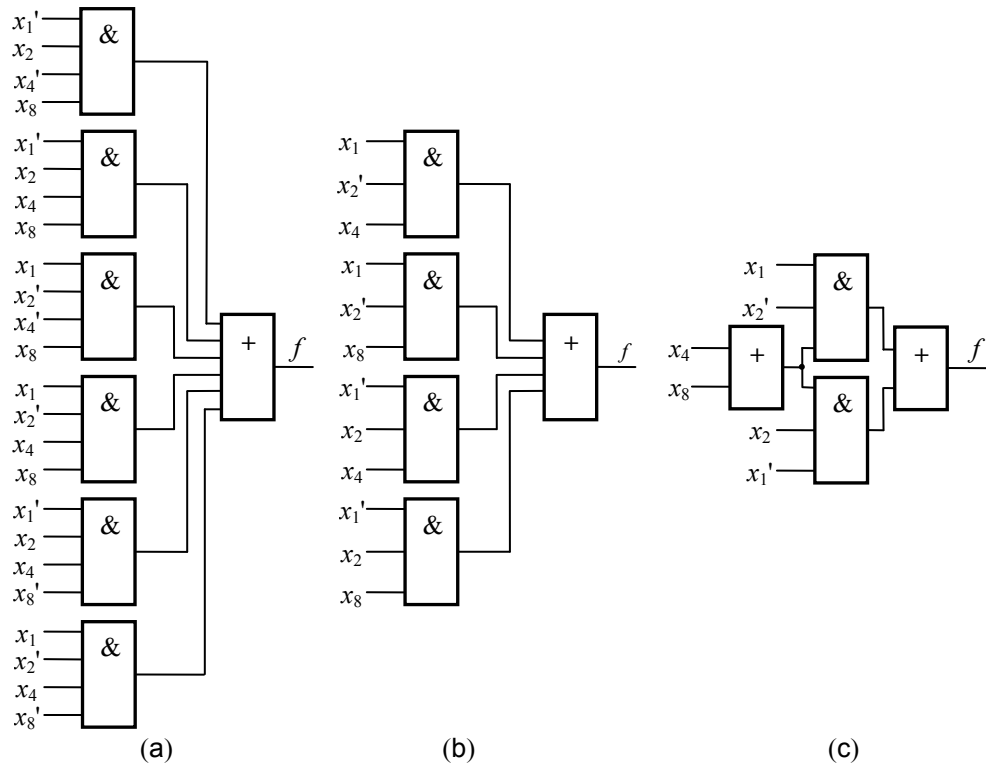 x₁'
x₂
x₄'
x₈
&
x₁'
x₂
x₄
x₈
&
x₁
x₂'
x₄'
x₈
&
x₁
x₂'
x₄
x₈
&
x₁'
x₂
x₄
x₈'
&
x₁
x₂'
x₄
x₈'
&
+
f
(a)
x₁
x₂'
x₄
&
x₁
x₂'
x₈
&
x₁'
x₂
x₄
&
x₁'
x₂
x₈
&
+
f
(b)
x₄
x₈
+
x₁
x₂'
&
&
x₂
x₁'
+
f
(c)